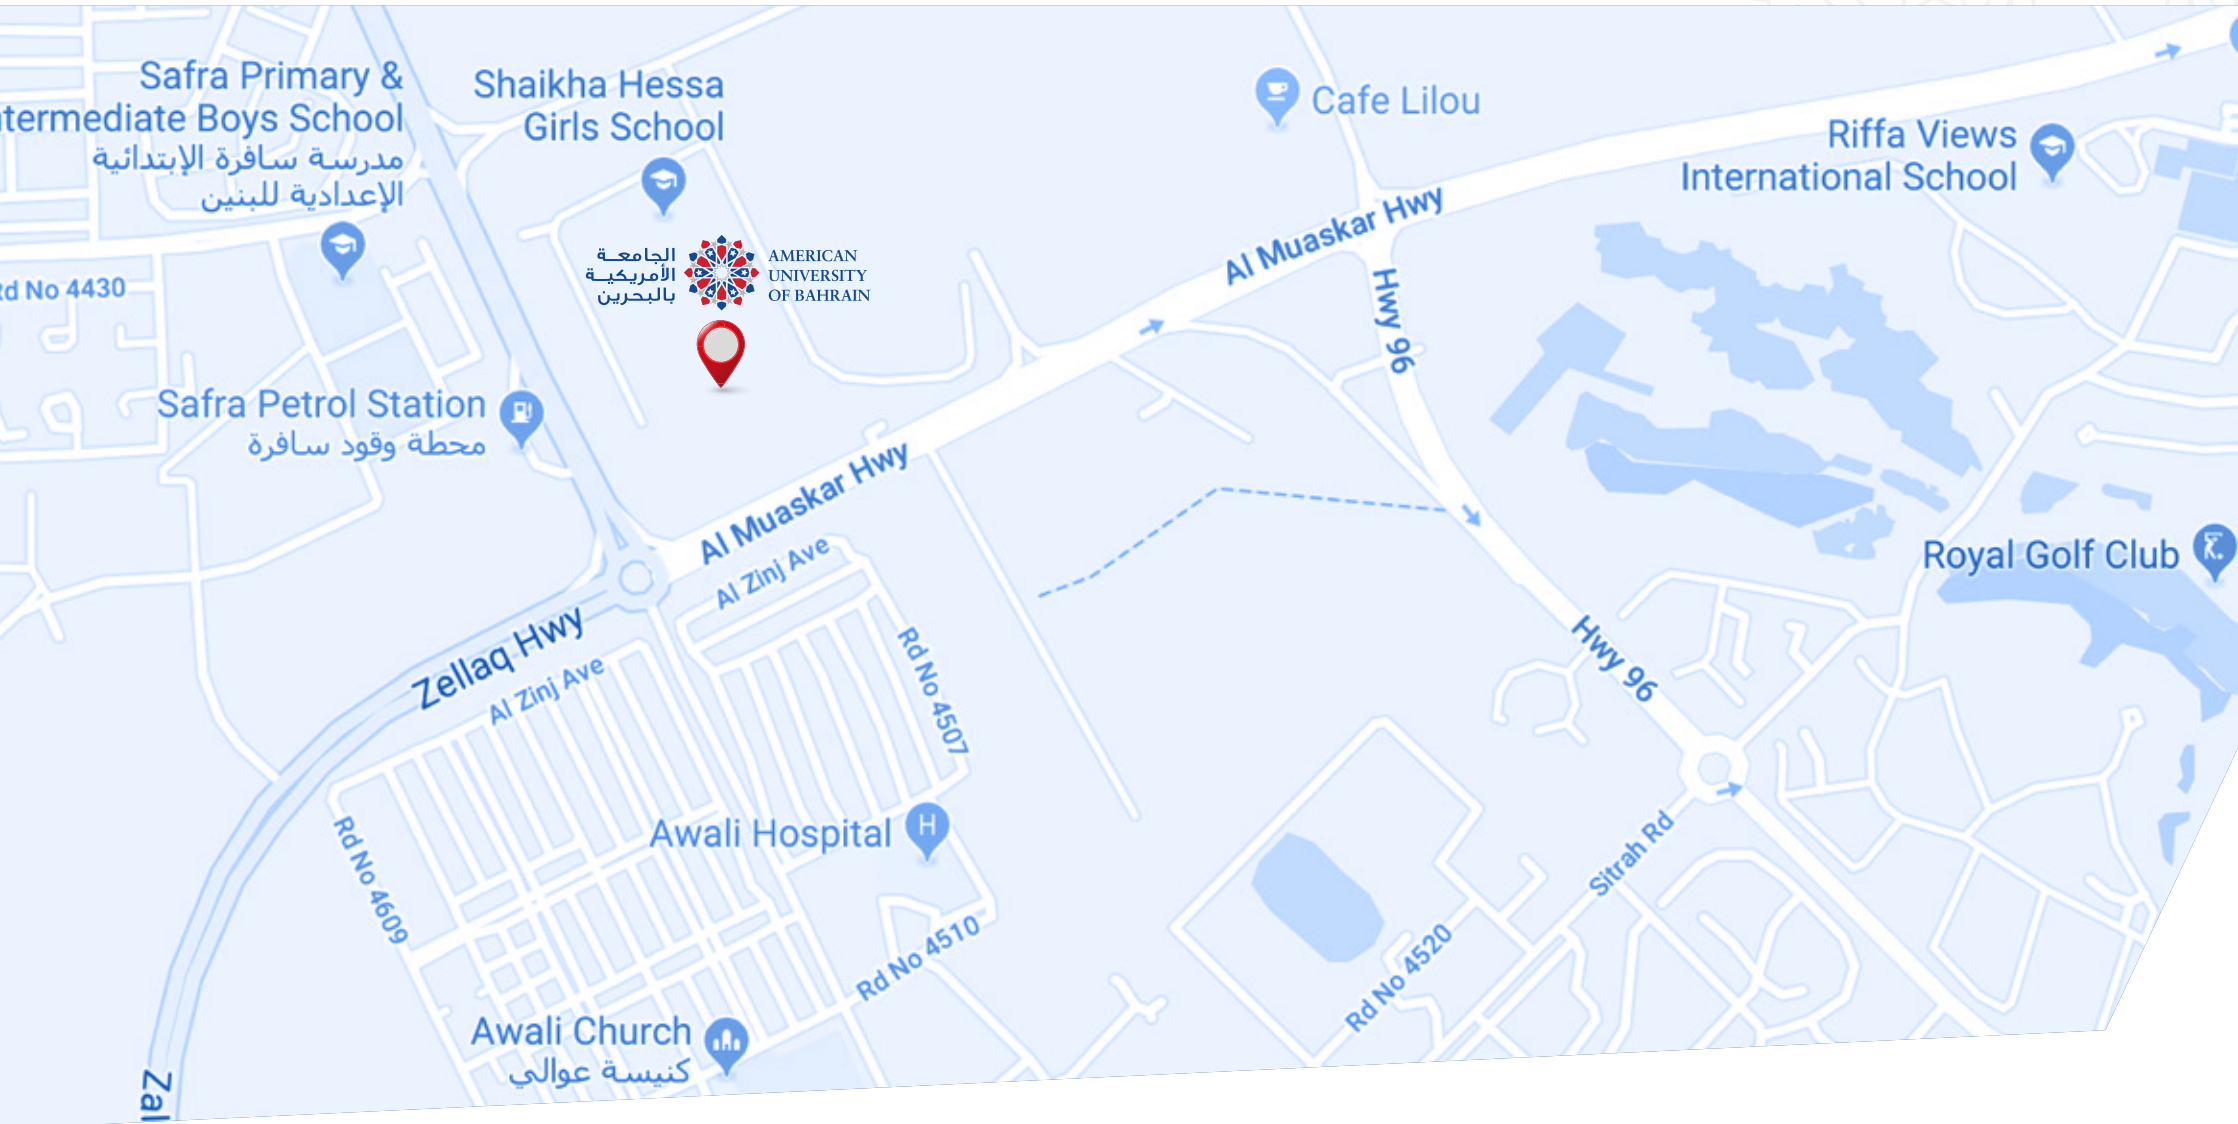 Safra Primary &
ntermediate Boys School
مدرسة سافرة الإبتدائية
الإعدادية للبنين
Shaikha Hessa
Girls School
Cafe Lilou
Riffa Views
International School
الجامعة
الأمريكية
بالبحرين
AMERICAN
UNIVERSITY
OF BAHRAIN
Al Muaskar Hwy
Rd No 4430
Hwy 96
Safra Petrol Station
محطة وقود سافرة
Al Muaskar Hwy
Al Zinj Ave
Royal Golf Club
Zellaq Hwy
Al Zinj Ave
Rd No 4507
Hwy 96
Awali Hospital
H
Rd No 4609
Sitrah Rd
Rd No 4510
Rd No 4520
Awali Church
كنيسة عوالي
Zal